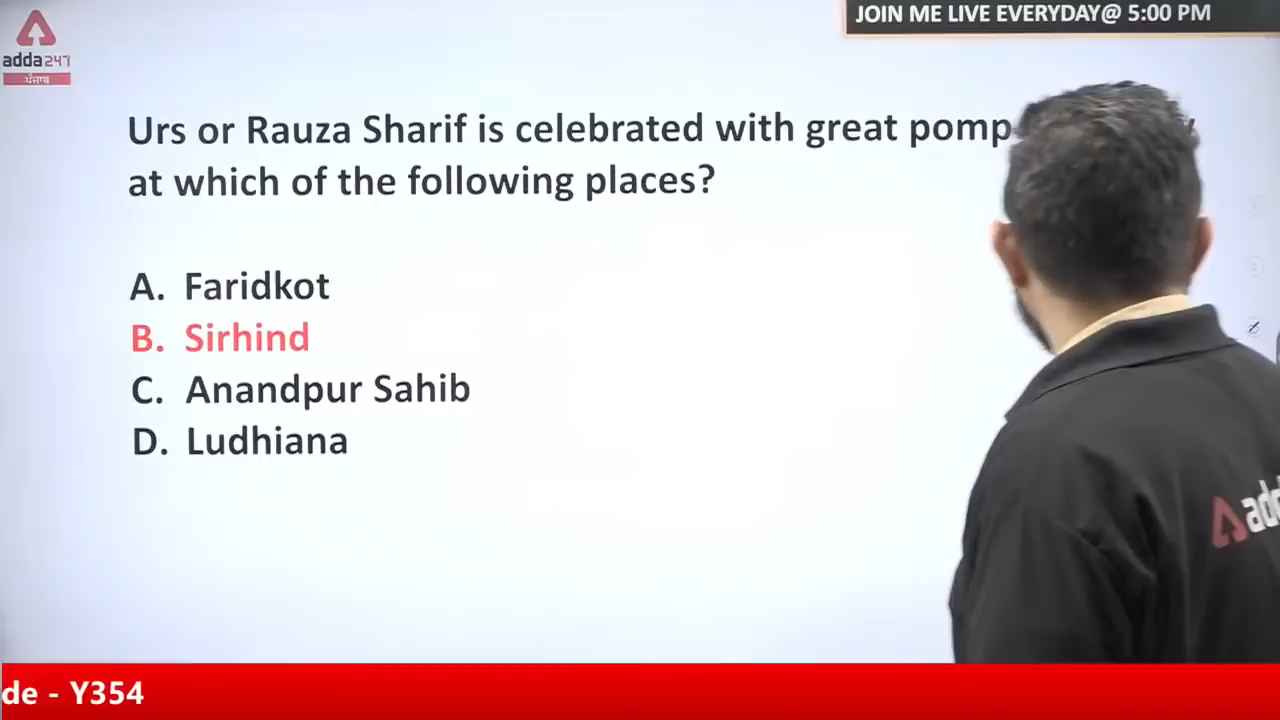 JOIN ME LIVE EVERYDAY@ 5:00 PM
adda247
ਪੰਜਾਬ
Urs or Rauza Sharif is celebrated with great pomp
at which of the following places?
A. Faridkot
B. Sirhind
C. Anandpur Sahib
D. Ludhiana
add
de - Y354